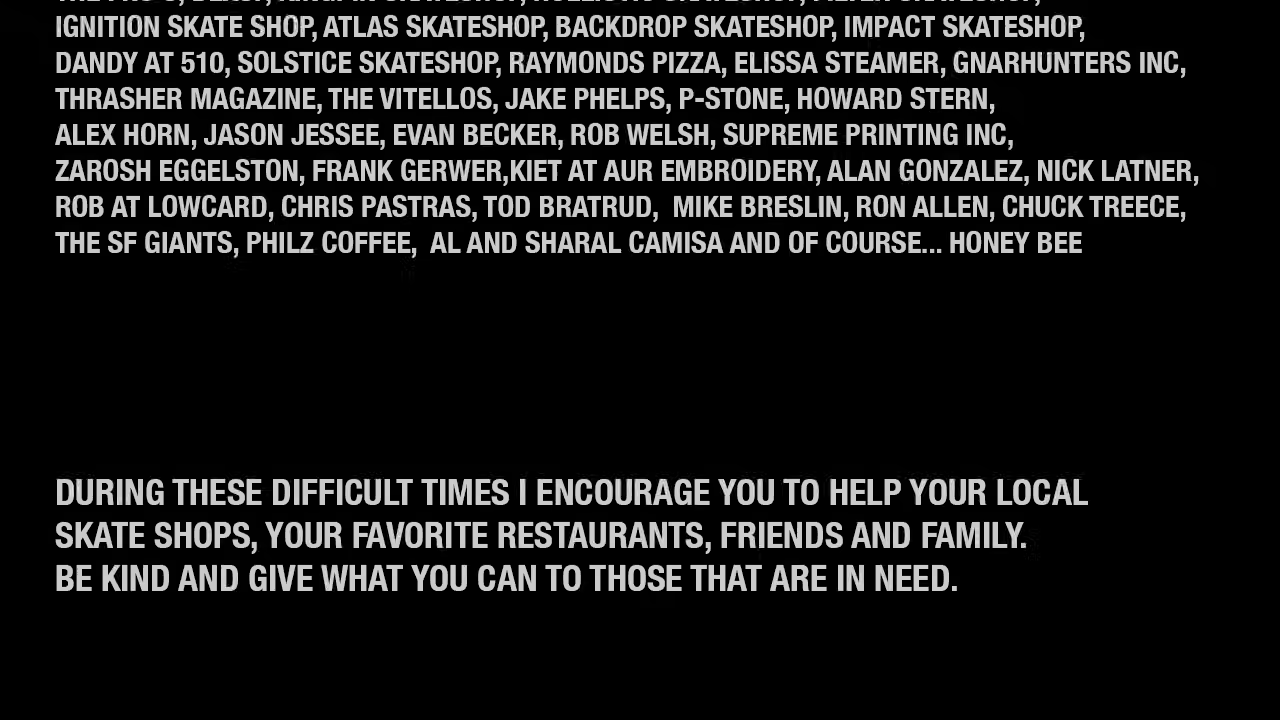 IGNITION SKATE SHOP, ATLAS SKATESHOP, BACKDROP SKATESHOP, IMPACT SKATESHOP,
DANDY AT 510, SOLSTICE SKATESHOP, RAYMONDS PIZZA, ELISSA STEAMER, GNARHUNTERS INC,
THRASHER MAGAZINE, THE VITELLOS, JAKE PHELPS, P-STONE, HOWARD STERN,
ALEX HORN, JASON JESSEE, EVAN BECKER, ROB WELSH, SUPREME PRINTING INC,
ZAROSH EGGELSTON, FRANK GERWER,KIET AT AUR EMBROIDERY, ALAN GONZALEZ, NICK LATNER,
ROB AT LOWCARD, CHRIS PASTRAS, TOD BRATRUD,  MIKE BRESLIN, RON ALLEN, CHUCK TREECE,
THE SF GIANTS, PHILZ COFFEE,  AL AND SHARAL CAMISA AND OF COURSE... HONEY BEE
DURING THESE DIFFICULT TIMES I ENCOURAGE YOU TO HELP YOUR LOCAL
SKATE SHOPS, YOUR FAVORITE RESTAURANTS, FRIENDS AND FAMILY.
BE KIND AND GIVE WHAT YOU CAN TO THOSE THAT ARE IN NEED.